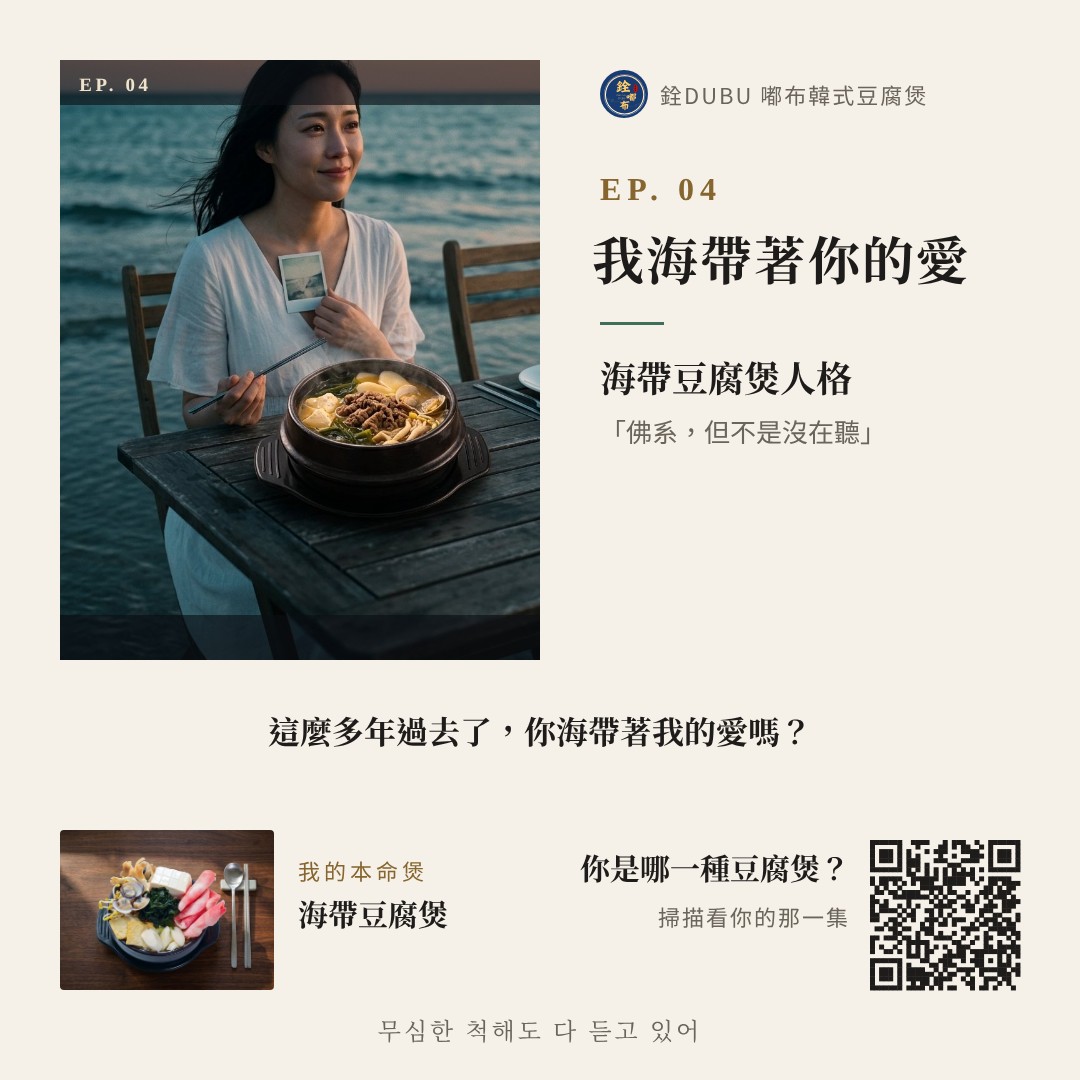 EP. 04
銓
嘟
布
銓DUBU 嘟布韓式豆腐煲
EP. 04
我海帶著你的愛
海帶豆腐煲人格
「佛系，但不是沒在聽」
這麼多年過去了，你海帶著我的愛嗎？
我的本命煲
海帶豆腐煲
你是哪一種豆腐煲？
掃描看你的那一集
무심한 척해도 다 듣고 있어